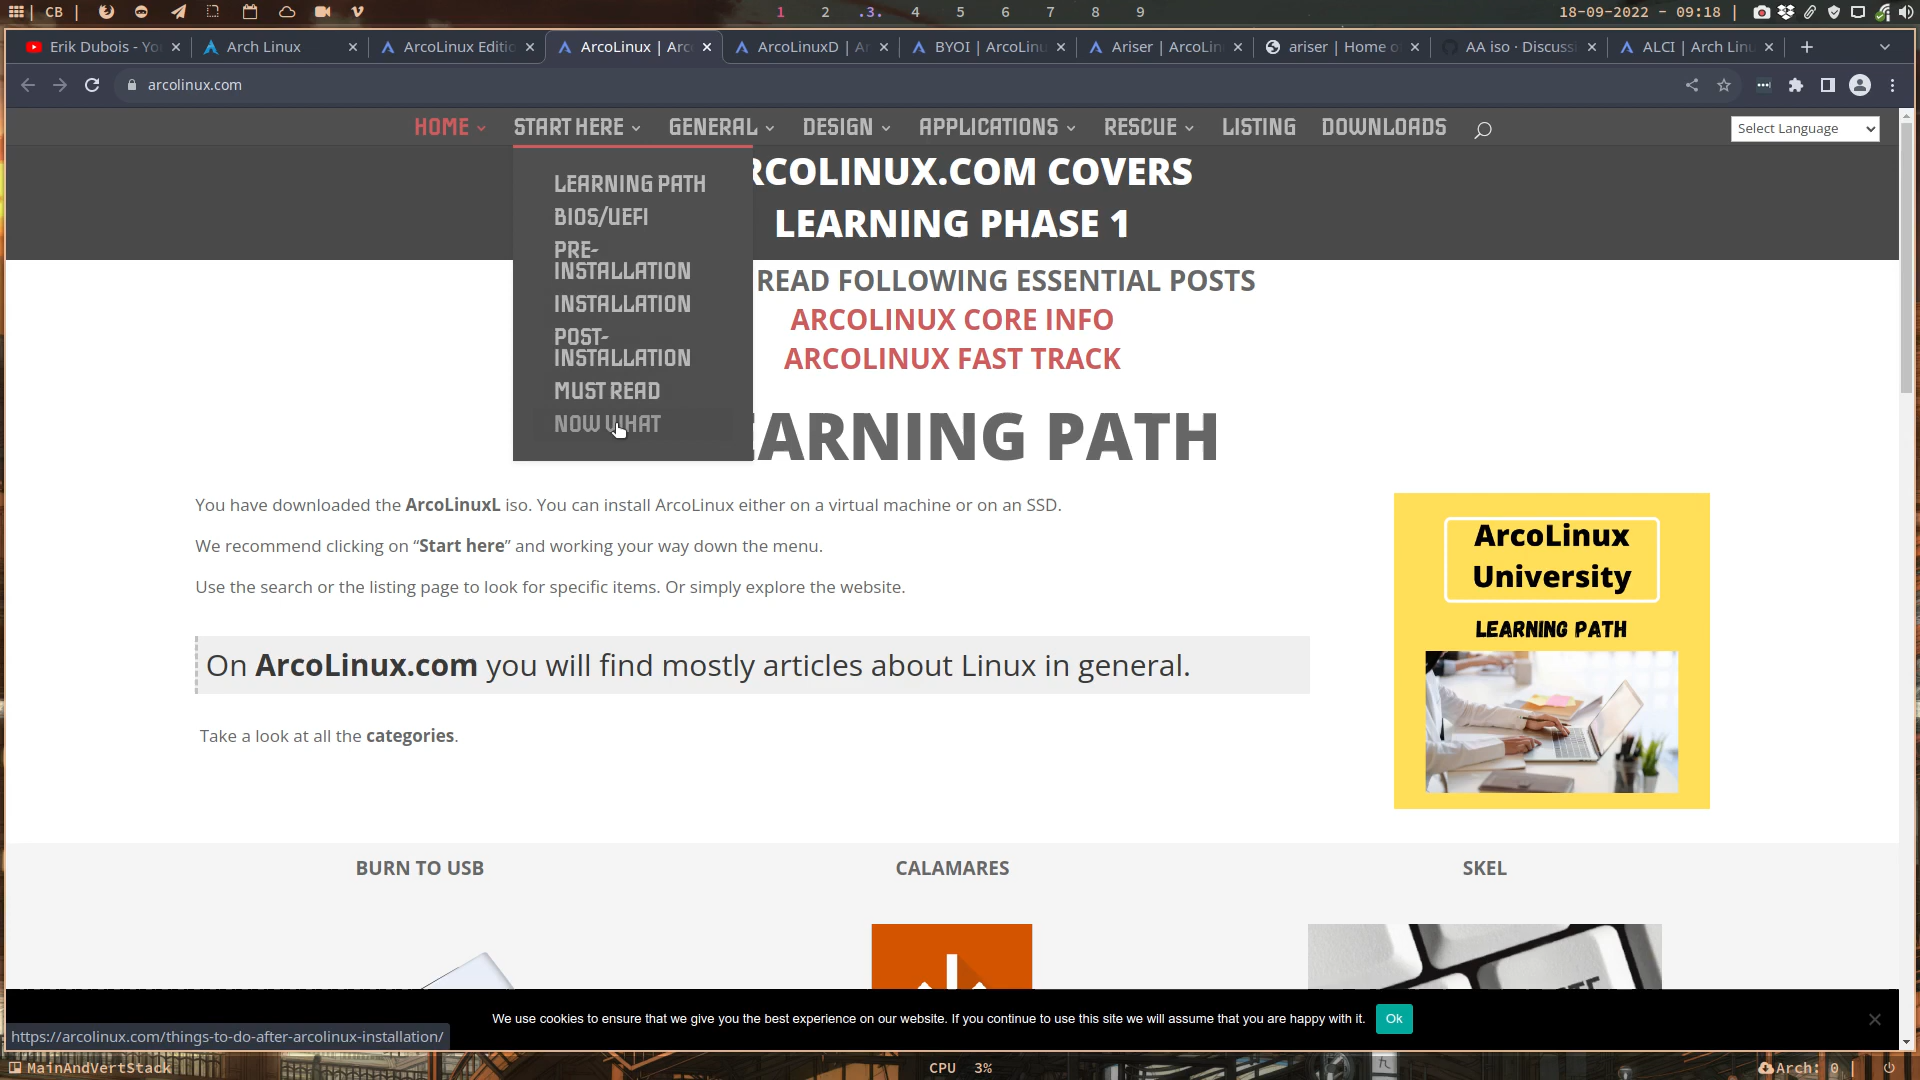 CB
1 2 .3. 4 5 6 7 8 9
18-09-2022 - 09:18
Erik Dubois - Yo
Arch Linux
ArcoLinux Editio
ArcoLinux | Arc
ArcoLinuxD | A
BYOI | ArcoLinu
Ariser | ArcoLin
ariser | Home o
AA iso · Discuss
ALCI | Arch Linu
arcolinux.com
HOME START HERE GENERAL DESIGN APPLICATIONS RESCUE LISTING DOWNLOADS
Select Language
RCOLINUX.COM COVERS
LEARNING PHASE 1
LEARNING PATH
BIOS/UEFI
PRE-
INSTALLATION
INSTALLATION
POST-
INSTALLATION
MUST READ
NOW WHAT
READ FOLLOWING ESSENTIAL POSTS
ARCOLINUX CORE INFO
ARCOLINUX FAST TRACK
EARNING PATH
You have downloaded the ArcoLinuxL iso. You can install ArcoLinux either on a virtual machine or on an SSD.
We recommend clicking on “Start here” and working your way down the menu.
Use the search or the listing page to look for specific items. Or simply explore the website.
On ArcoLinux.com you will find mostly articles about Linux in general.
Take a look at all the categories.
ArcoLinux
University
LEARNING PATH
BURN TO USB
CALAMARES
SKEL
We use cookies to ensure that we give you the best experience on our website. If you continue to use this site we will assume that you are happy with it.
Ok
https://arcolinux.com/things-to-do-after-arcolinux-installation/
MainAndVertStack
CPU 3%
Arch: 0